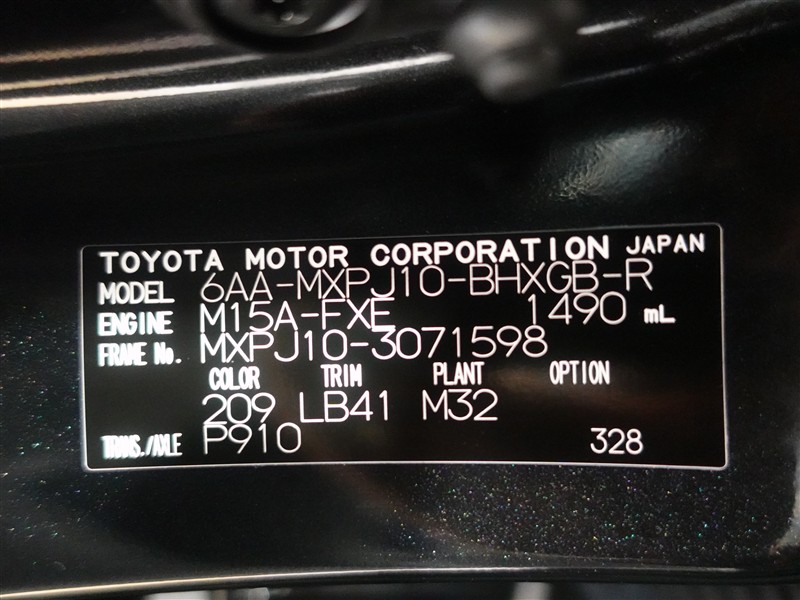 TOYOTA MOTOR CORPORATION JAPAN
MODEL 6AA-MXPJ10-BHXGB-R
ENGINE M15A-FXE 1490 mL
FRAME No. MXPJ10-3071598
COLOR TRIM PLANT OPTION
209 LB41 M32
TRANS./AXLE P910 328